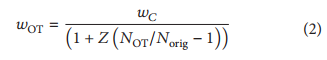 w_OT = w_C / (1 + Z (N_OT/N_orig − 1)) (2)